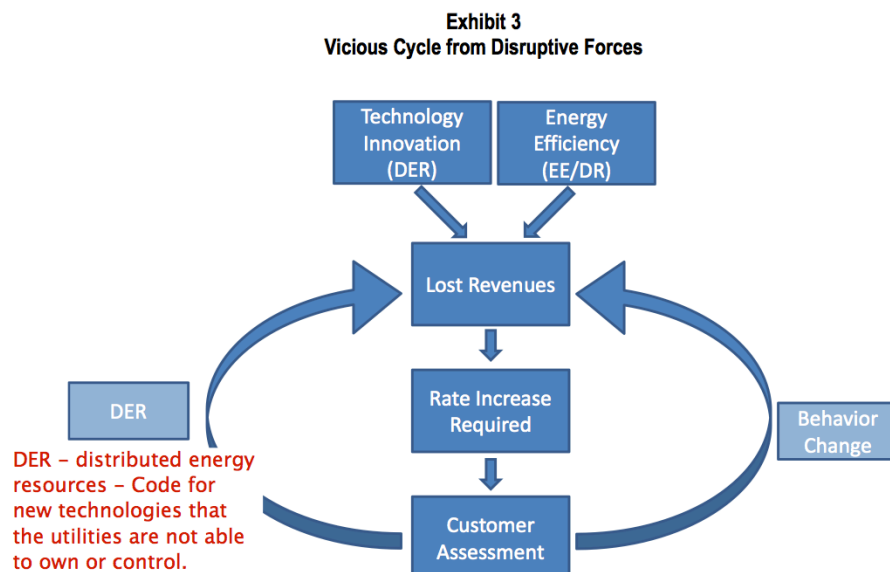 Exhibit 3
Vicious Cycle from Disruptive Forces
Technology
Innovation
(DER)
Energy
Efficiency
(EE/DR)
Lost Revenues
DER
Rate Increase
Required
Behavior
Change
DER – distributed energy
resources – Code for
new technologies that
the utilities are not able
to own or control.
Customer
Assessment